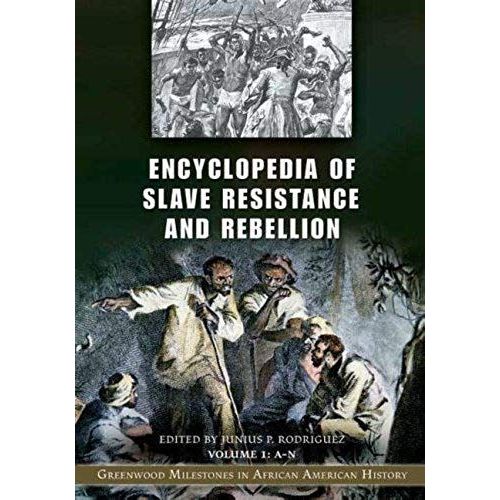 ENCYCLOPEDIA OF
SLAVE RESISTANCE
AND REBELLION
EDITED BY JUNIUS P. RODRIGUEZ
VOLUME 1: A-N
GREENWOOD MILESTONES IN AFRICAN AMERICAN HISTORY